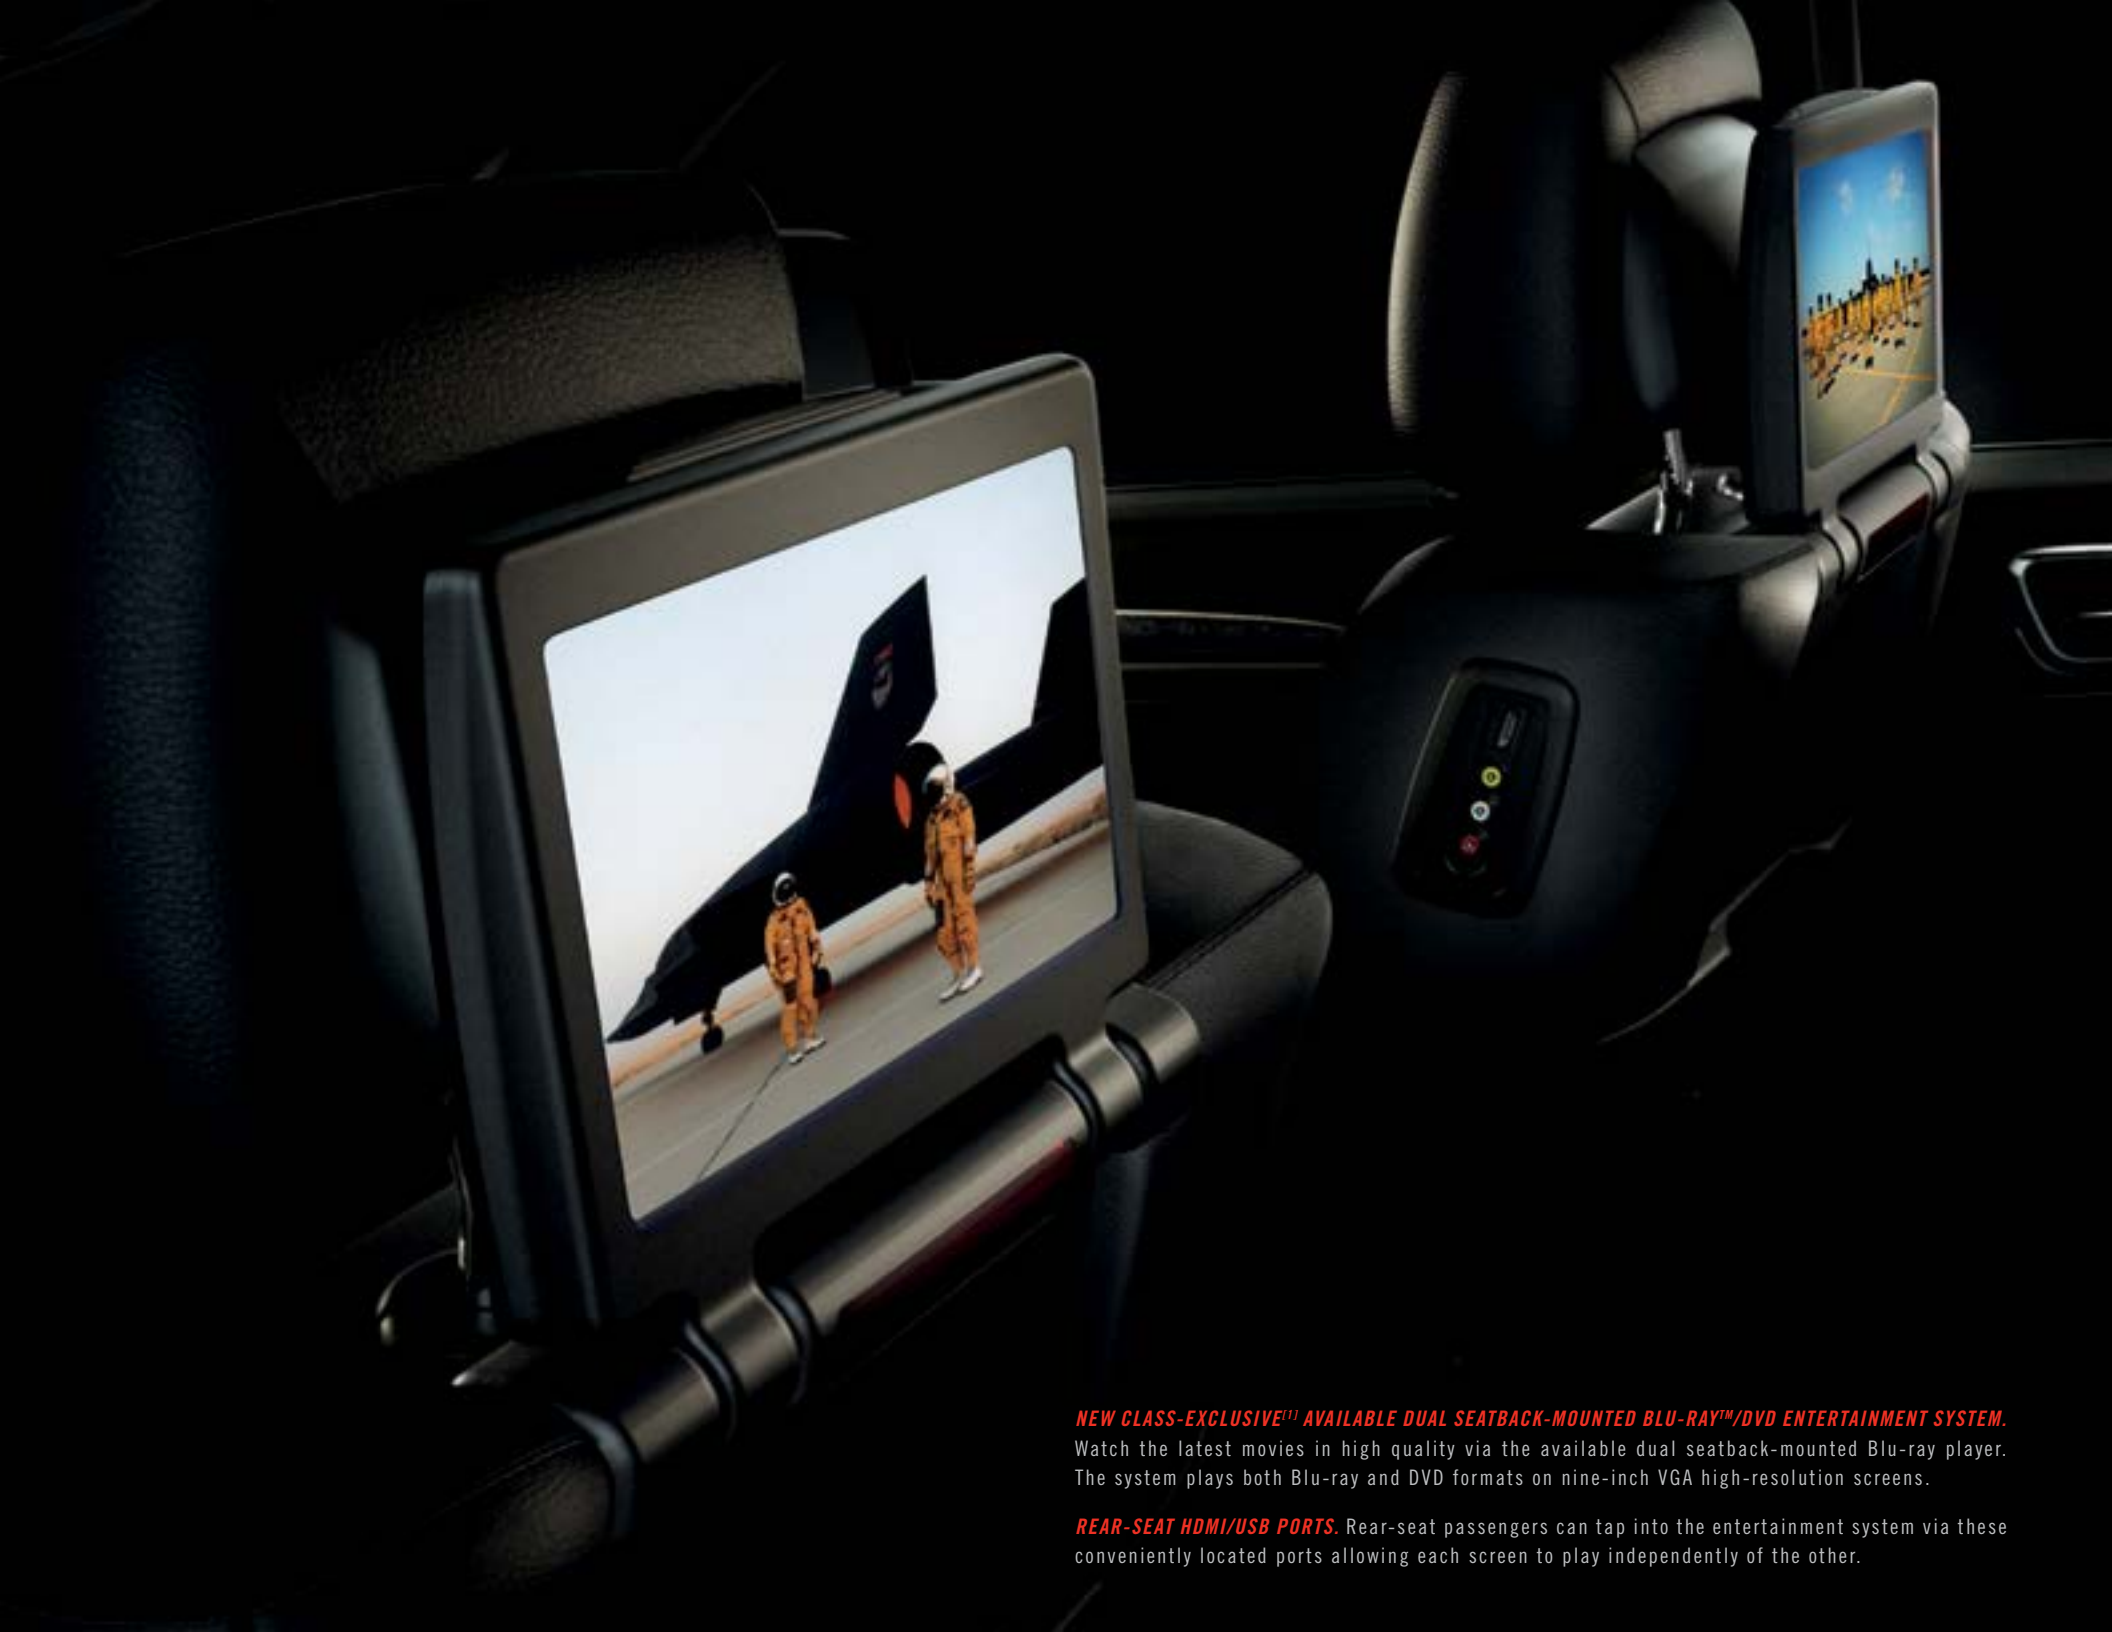 NEW CLASS-EXCLUSIVE[1] AVAILABLE DUAL SEATBACK-MOUNTED BLU-RAY™/DVD ENTERTAINMENT SYSTEM.
Watch the latest movies in high quality via the available dual seatback-mounted Blu-ray player.
The system plays both Blu-ray and DVD formats on nine-inch VGA high-resolution screens.
REAR-SEAT HDMI/USB PORTS. Rear-seat passengers can tap into the entertainment system via these
conveniently located ports allowing each screen to play independently of the other.